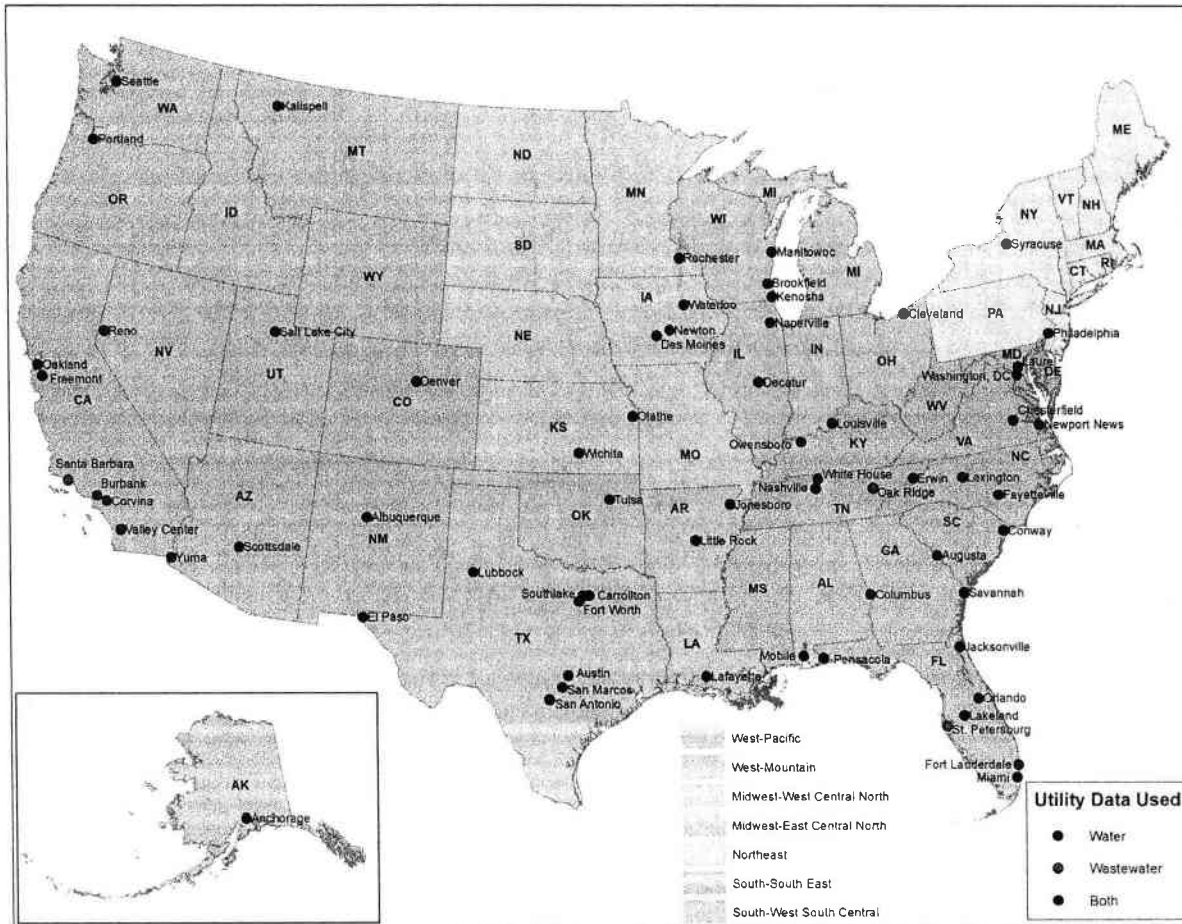 Seattle
WA
Kalispell
Portland
MT
ND
ME
OR
ID
MN
MI
VT
NH
NY
WI
SD
Syracuse
MA
WY
Rochester
Manitowoc
MI
CT
RI
Brookfield
Kenosha
IA
Waterloo
Cleveland
PA
NJ
Reno
Salt Lake City
Newton
Des Moines
Naperville
Philadelphia
NV
NE
OH
MD
Laurel
DE
Oakland
Freemont
UT
IL
IN
Washington, DC
CA
CO
Denver
Decatur
WV
Olathe
Chesterfield
Newport News
KS
Louisville
VA
Owensboro
KY
Wichita
MO
NC
Santa Barbara
Burbank
Corvina
White House
Nashville
Erwin
Lexington
Oak Ridge
Fayetteville
AZ
Tulsa
Jonesboro
OK
AR
TN
Albuquerque
Valley Center
NM
SC
Conway
Little Rock
Scottsdale
GA
Augusta
Yuma
Lubbock
Southlake
Carrollton
Fort Worth
MS
AL
Columbus
Savannah
El Paso
TX
LA
Jacksonville
Mobile
Pensacola
FL
Austin
Lafayette
San Marcos
San Antonio
Orlando
Lakeland
St. Petersburg
Fort Lauderdale
Miami
AK
Anchorage
West-Pacific
West-Mountain
Midwest-West Central North
Midwest-East Central North
Northeast
South-South East
South-West South Central
Utility Data Used
Water
Wastewater
Both